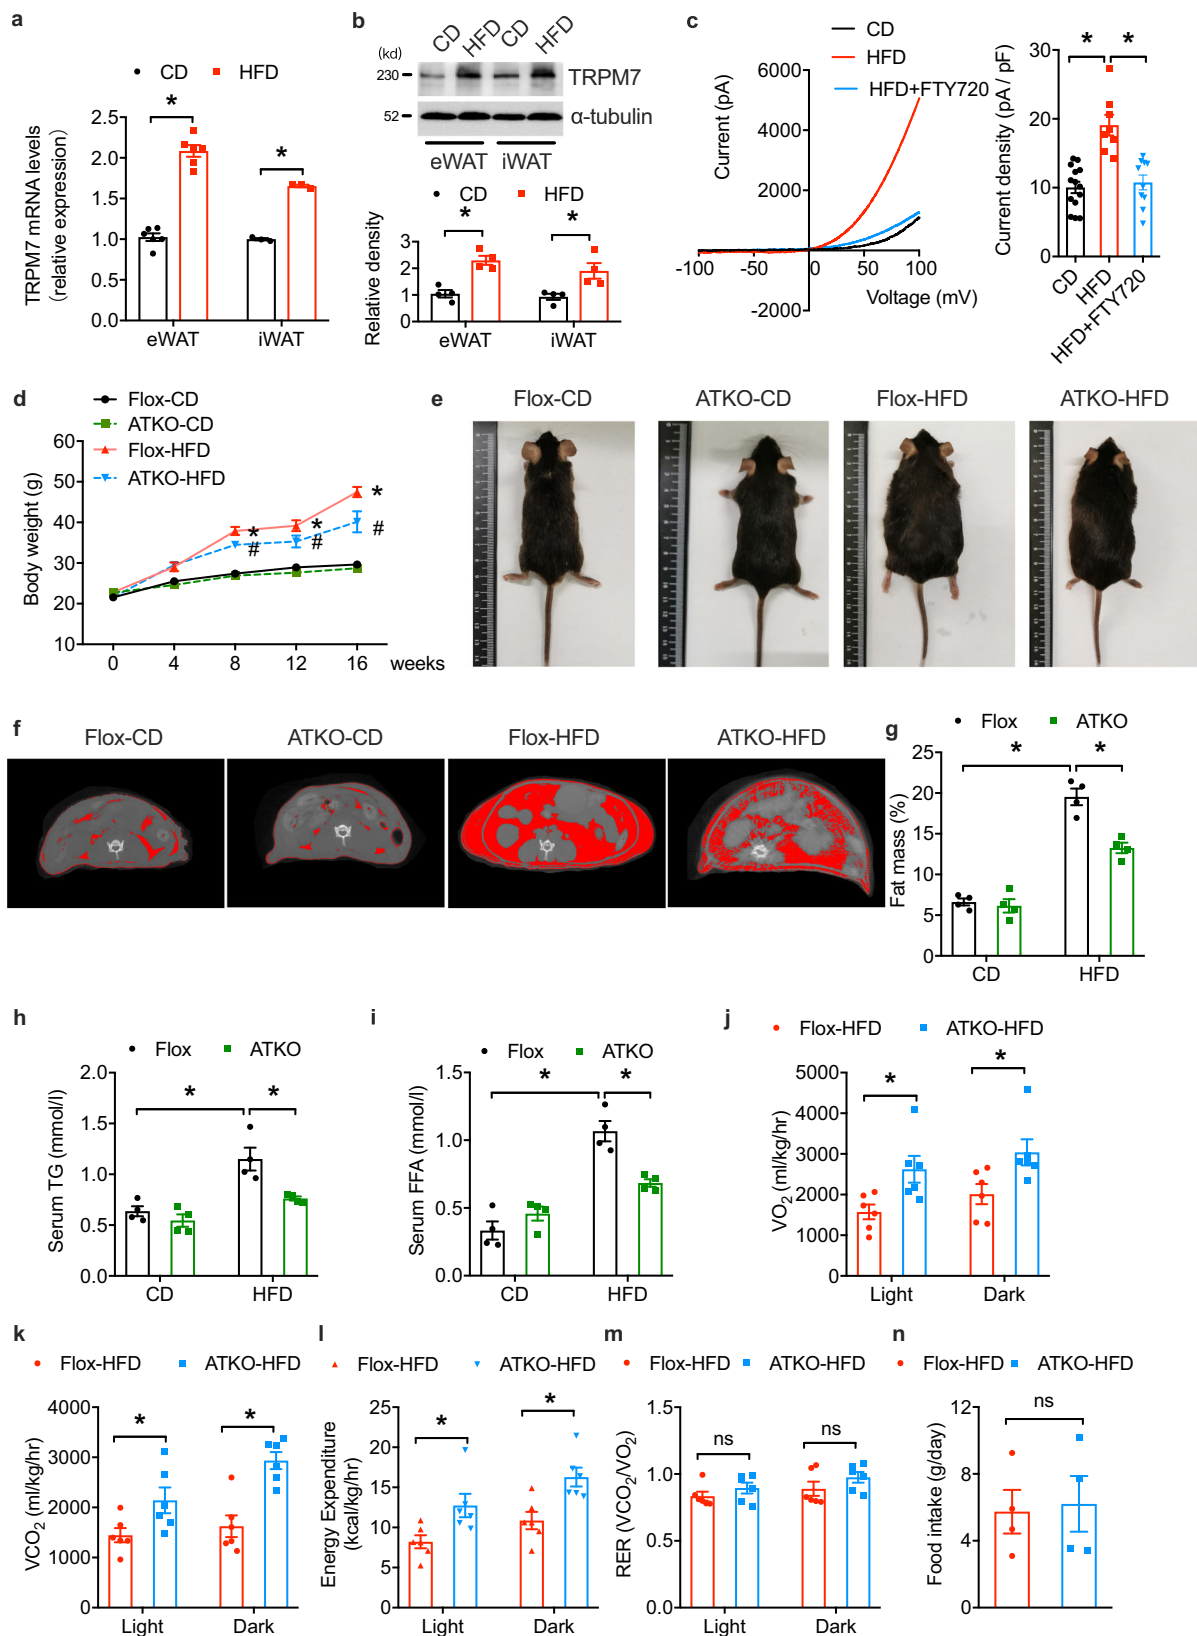 a
CD HFD
TRPM7 mRNA levels
(relative expression)
2.5
2.0
1.5
1.0
0.5
0.0
*
*
eWAT iWAT
b
(kd)
CD HFD CD HFD
230 TRPM7
52 α-tubulin
eWAT iWAT
CD HFD
Relative density
3
2
1
0
*
*
eWAT iWAT
c
CD
HFD
HFD+FTY720
Current (pA)
6000
4000
2000
-2000
-100 -50 0 50 100
Voltage (mV)
Current density (pA / pF)
30
20
10
0
* *
CD
HFD
HFD+FTY720
d
Flox-CD
ATKO-CD
Flox-HFD
ATKO-HFD
Body weight (g)
60
50
40
30
20
10
* * *
# # #
0 4 8 12 16 weeks
e
Flox-CD ATKO-CD Flox-HFD ATKO-HFD
f
Flox-CD ATKO-CD Flox-HFD ATKO-HFD
g
Flox ATKO
Fat mass (%)
25
20
15
10
5
0
* *
CD HFD
h
Flox ATKO
Serum TG (mmol/l)
2.0
1.5
1.0
0.5
0.0
* *
CD HFD
i
Flox ATKO
Serum FFA (mmol/l)
1.5
1.0
0.5
0.0
* *
CD HFD
j
Flox-HFD ATKO-HFD
VO2 (ml/kg/hr)
5000
4000
3000
2000
1000
0
* *
Light Dark
k
Flox-HFD ATKO-HFD
VCO2 (ml/kg/hr)
4000
3000
2000
1000
0
* *
Light Dark
l
Flox-HFD ATKO-HFD
Energy Expenditure
(kcal/kg/hr)
25
20
15
10
5
0
* *
Light Dark
m
Flox-HFD ATKO-HFD
RER (VCO2/VO2)
1.5
1.0
0.5
0.0
ns ns
Light Dark
n
Flox-HFD ATKO-HFD
Food intake (g/day)
12
8
4
0
ns